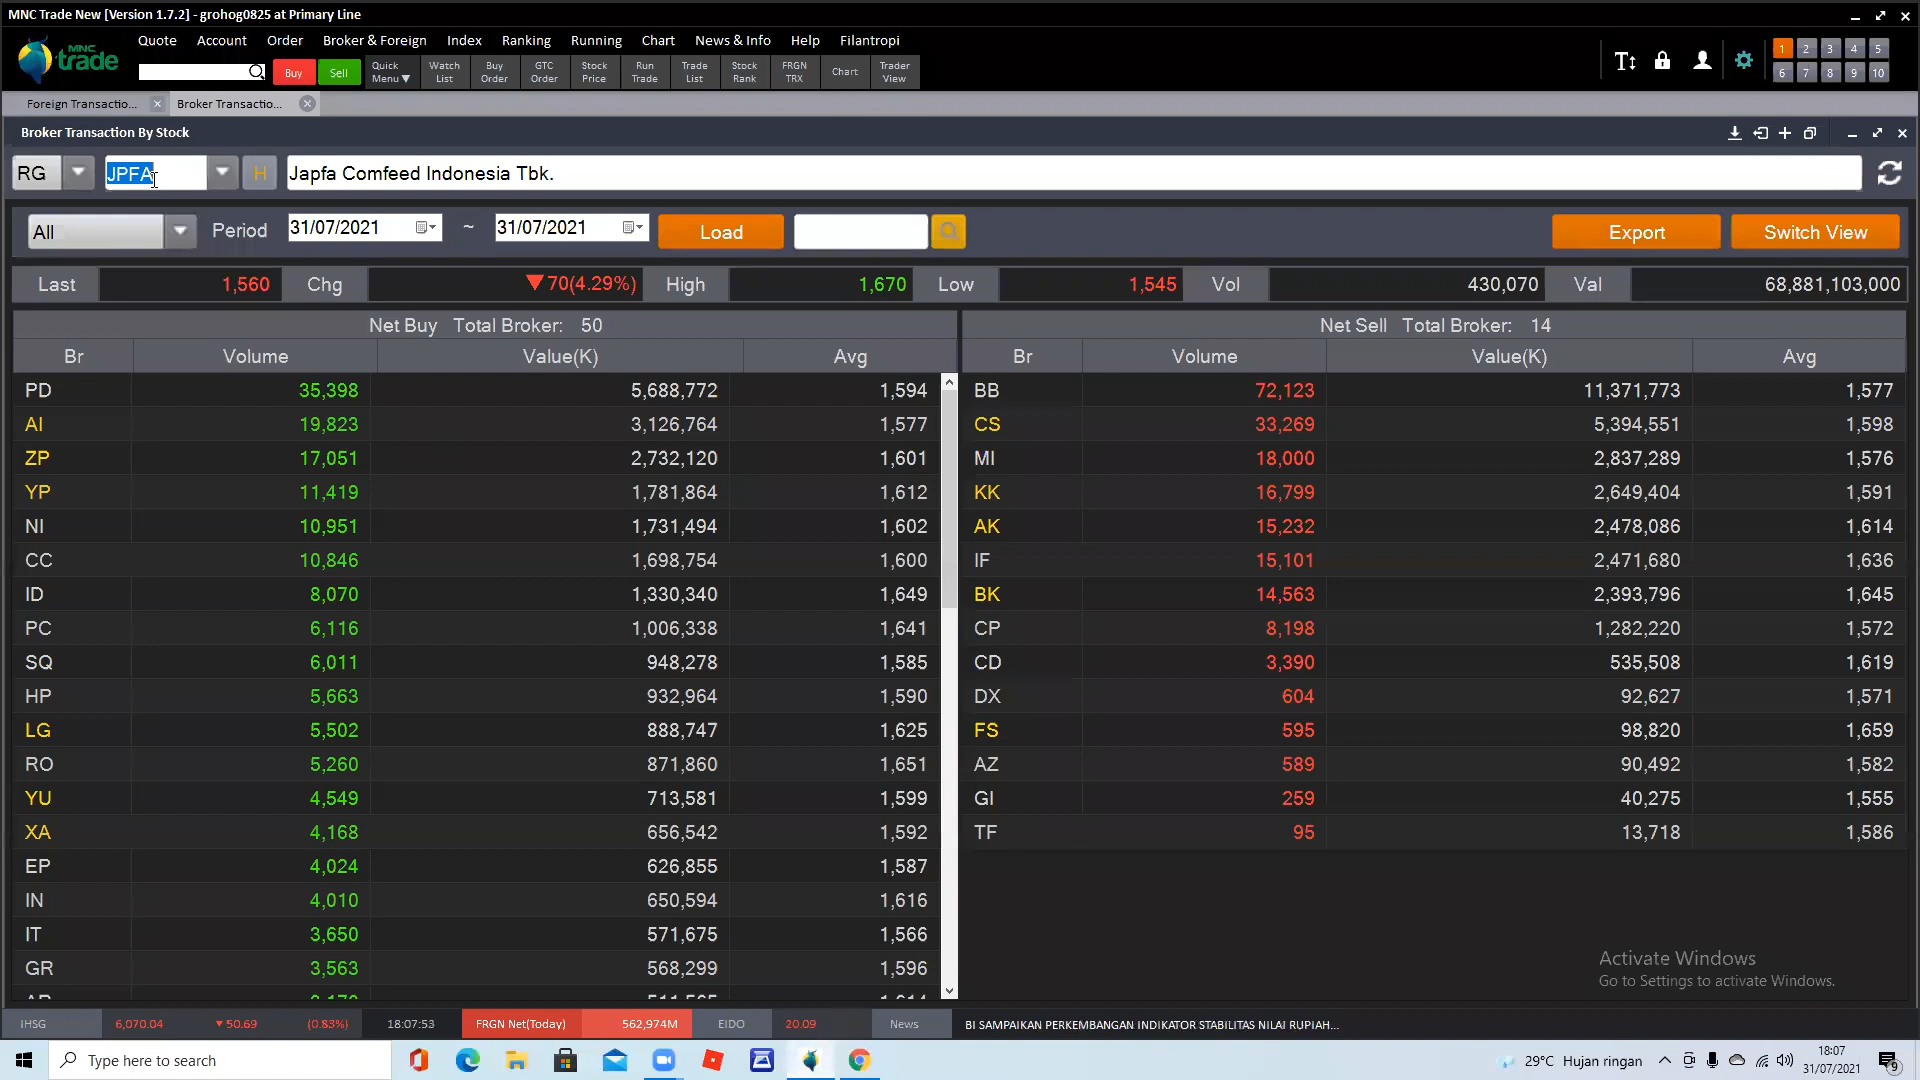 MNC Trade New [Version 1.7.2] - grohog0825 at Primary Line
MNC trade
Quote Account Order Broker & Foreign Index Ranking Running Chart News & Info Help Filantropi
Buy Sell Quick Menu▼ Watch List Buy Order GTC Order Stock Price Run Trade Trade List Stock Rank FRGN TRX Chart Trader View
1 2 3 4 5
6 7 8 9 10
Foreign Transactio... Broker Transactio...
Broker Transaction By Stock
RG JPFA H Japfa Comfeed Indonesia Tbk.
All Period 31/07/2021 ~ 31/07/2021 Load Export Switch View
Last 1,560 Chg ▼70(4.29%) High 1,670 Low 1,545 Vol 430,070 Val 68,881,103,000
Net Buy Total Broker: 50 Net Sell Total Broker: 14
Br Volume Value(K) Avg Br Volume Value(K) Avg
PD 35,398 5,688,772 1,594 BB 72,123 11,371,773 1,577
AI 19,823 3,126,764 1,577 CS 33,269 5,394,551 1,598
ZP 17,051 2,732,120 1,601 MI 18,000 2,837,289 1,576
YP 11,419 1,781,864 1,612 KK 16,799 2,649,404 1,591
NI 10,951 1,731,494 1,602 AK 15,232 2,478,086 1,614
CC 10,846 1,698,754 1,600 IF 15,101 2,471,680 1,636
ID 8,070 1,330,340 1,649 BK 14,563 2,393,796 1,645
PC 6,116 1,006,338 1,641 CP 8,198 1,282,220 1,572
SQ 6,011 948,278 1,585 CD 3,390 535,508 1,619
HP 5,663 932,964 1,590 DX 604 92,627 1,571
LG 5,502 888,747 1,625 FS 595 98,820 1,659
RO 5,260 871,860 1,651 AZ 589 90,492 1,582
YU 4,549 713,581 1,599 GI 259 40,275 1,555
XA 4,168 656,542 1,592 TF 95 13,718 1,586
EP 4,024 626,855 1,587
IN 4,010 650,594 1,616
IT 3,650 571,675 1,566
GR 3,563 568,299 1,596
Activate Windows
Go to Settings to activate Windows.
IHSG 6,070.04 ▼50.69 (0.83%) 18:07:53 FRGN Net(Today) 562,974M EIDO 20.09 News BI SAMPAIKAN PERKEMBANGAN INDIKATOR STABILITAS NILAI RUPIAH...
Type here to search 29°C Hujan ringan 18:07
31/07/2021 9